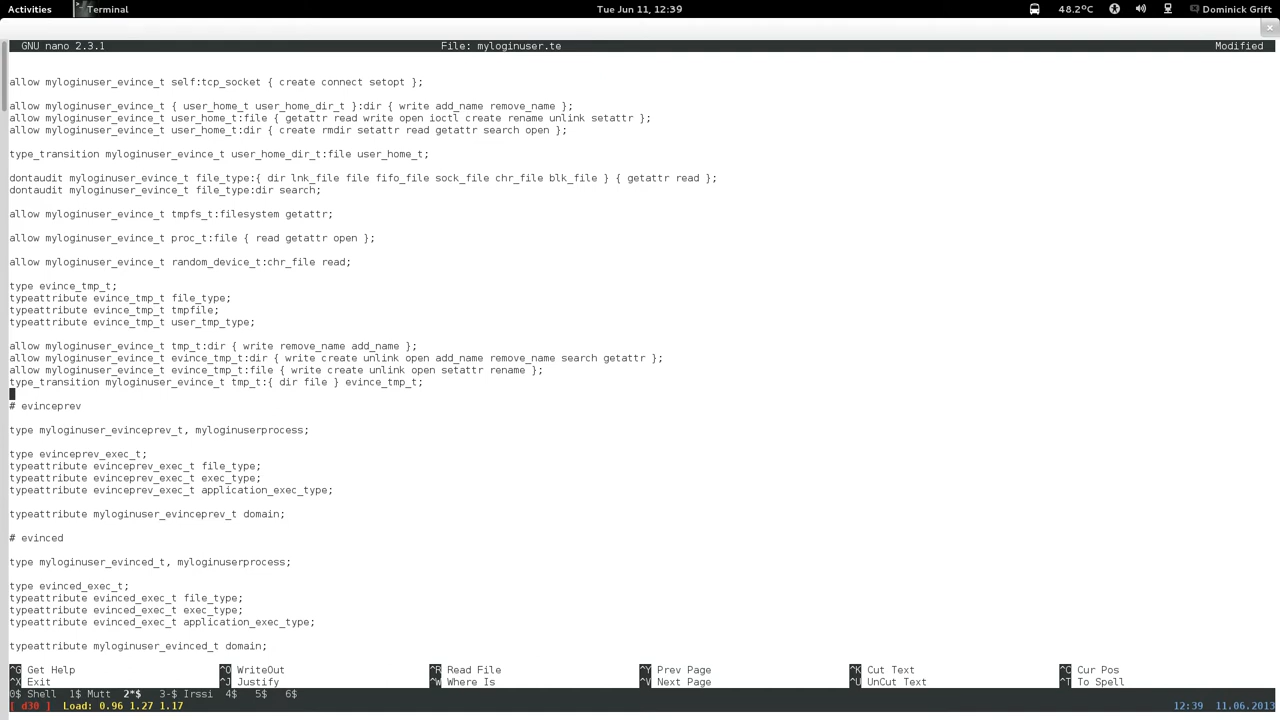 Activities Terminal Tue Jun 11, 12:39 48.2°C Dominick Grift
GNU nano 2.3.1 File: myloginuser.te Modified
allow myloginuser_evince_t self:tcp_socket { create connect setopt };
allow myloginuser_evince_t { user_home_t user_home_dir_t }:dir { write add_name remove_name };
allow myloginuser_evince_t user_home_t:file { getattr read write open ioctl create rename unlink setattr };
allow myloginuser_evince_t user_home_t:dir { create rmdir setattr read getattr search open };
type_transition myloginuser_evince_t user_home_dir_t:file user_home_t;
dontaudit myloginuser_evince_t file_type:{ dir lnk_file file fifo_file sock_file chr_file blk_file } { getattr read };
dontaudit myloginuser_evince_t file_type:dir search;
allow myloginuser_evince_t tmpfs_t:filesystem getattr;
allow myloginuser_evince_t proc_t:file { read getattr open };
allow myloginuser_evince_t random_device_t:chr_file read;
type evince_tmp_t;
typeattribute evince_tmp_t file_type;
typeattribute evince_tmp_t tmpfile;
typeattribute evince_tmp_t user_tmp_type;
allow myloginuser_evince_t tmp_t:dir { write remove_name add_name };
allow myloginuser_evince_t evince_tmp_t:dir { write create unlink open add_name remove_name search getattr };
allow myloginuser_evince_t evince_tmp_t:file { write create unlink open setattr rename };
type_transition myloginuser_evince_t tmp_t:{ dir file } evince_tmp_t;
# evinceprev
type myloginuser_evinceprev_t, myloginuserprocess;
type evinceprev_exec_t;
typeattribute evinceprev_exec_t file_type;
typeattribute evinceprev_exec_t exec_type;
typeattribute evinceprev_exec_t application_exec_type;
typeattribute myloginuser_evinceprev_t domain;
# evinced
type myloginuser_evinced_t, myloginuserprocess;
type evinced_exec_t;
typeattribute evinced_exec_t file_type;
typeattribute evinced_exec_t exec_type;
typeattribute evinced_exec_t application_exec_type;
typeattribute myloginuser_evinced_t domain;
^G Get Help ^O WriteOut ^R Read File ^Y Prev Page ^K Cut Text ^C Cur Pos
^X Exit ^J Justify ^W Where Is ^V Next Page ^U UnCut Text ^T To Spell
0$ Shell 1$ Mutt 2*$ 3-$ Irssi 4$ 5$ 6$
[ d30 ] Load: 0.96 1.27 1.17 12:39 11.06.2013